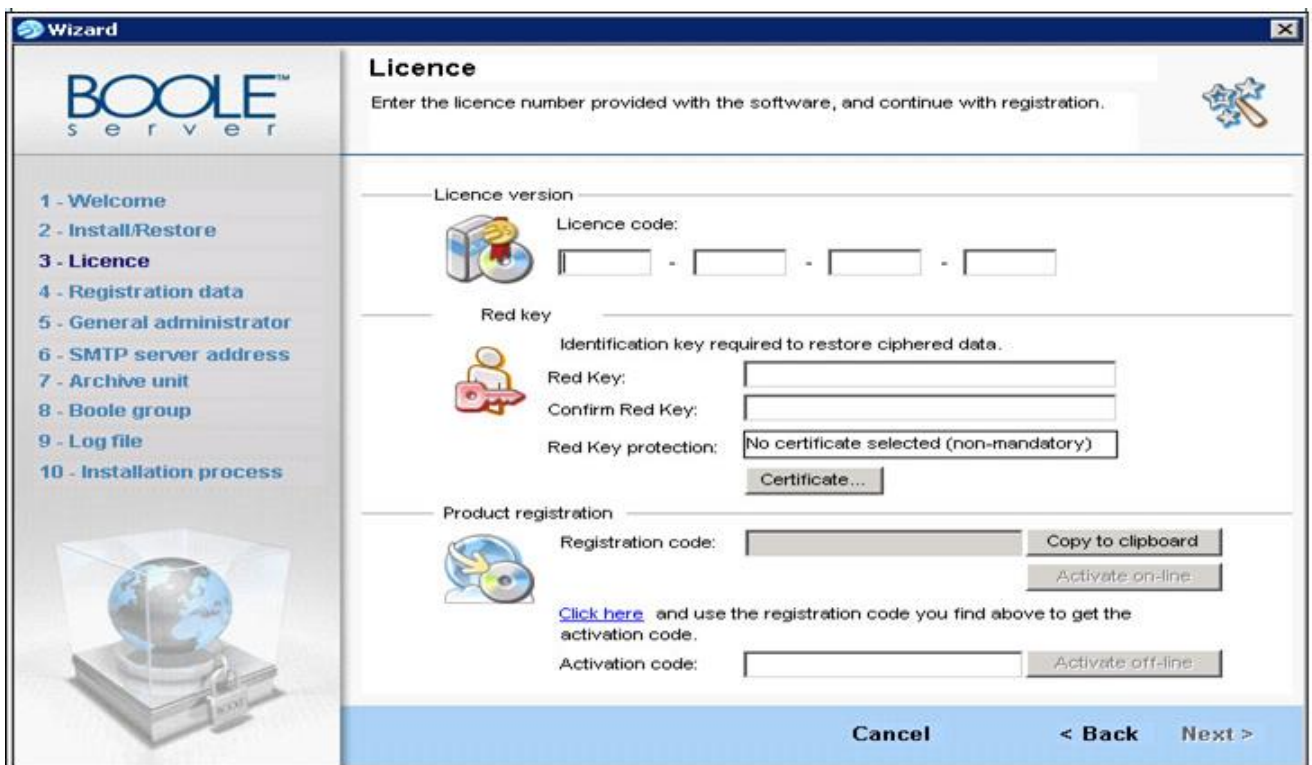 Wizard
BOOLE™
server
Licence
Enter the licence number provided with the software, and continue with registration.
1 - Welcome
2 - Install/Restore
3 - Licence
4 - Registration data
5 - General administrator
6 - SMTP server address
7 - Archive unit
8 - Boole group
9 - Log file
10 - Installation process
BOOLE
Licence version
Licence code:
- - -
Red key
Identification key required to restore ciphered data.
Red Key:
Confirm Red Key:
Red Key protection: No certificate selected (non-mandatory)
Certificate...
Product registration
Registration code: Copy to clipboard
Activate on-line
Click here and use the registration code you find above to get the
activation code.
Activation code: Activate off-line
Cancel < Back Next >